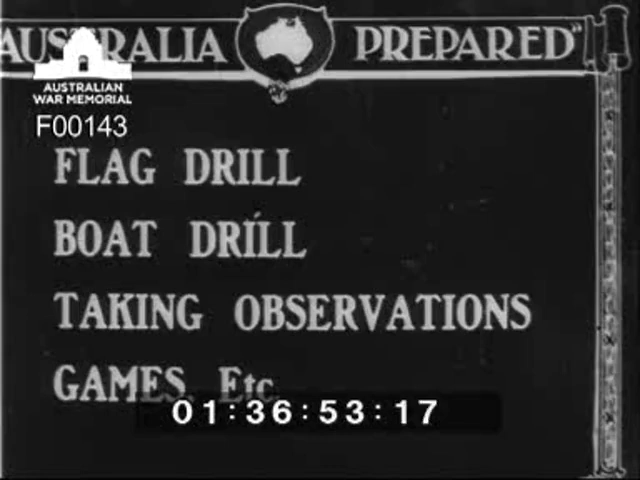 AUSTRALIA PREPARED"
AUSTRALIAN
WAR MEMORIAL
F00143
FLAG DRILL
BOAT DRILL
TAKING OBSERVATIONS
GAMES, Etc
01:36:53:17